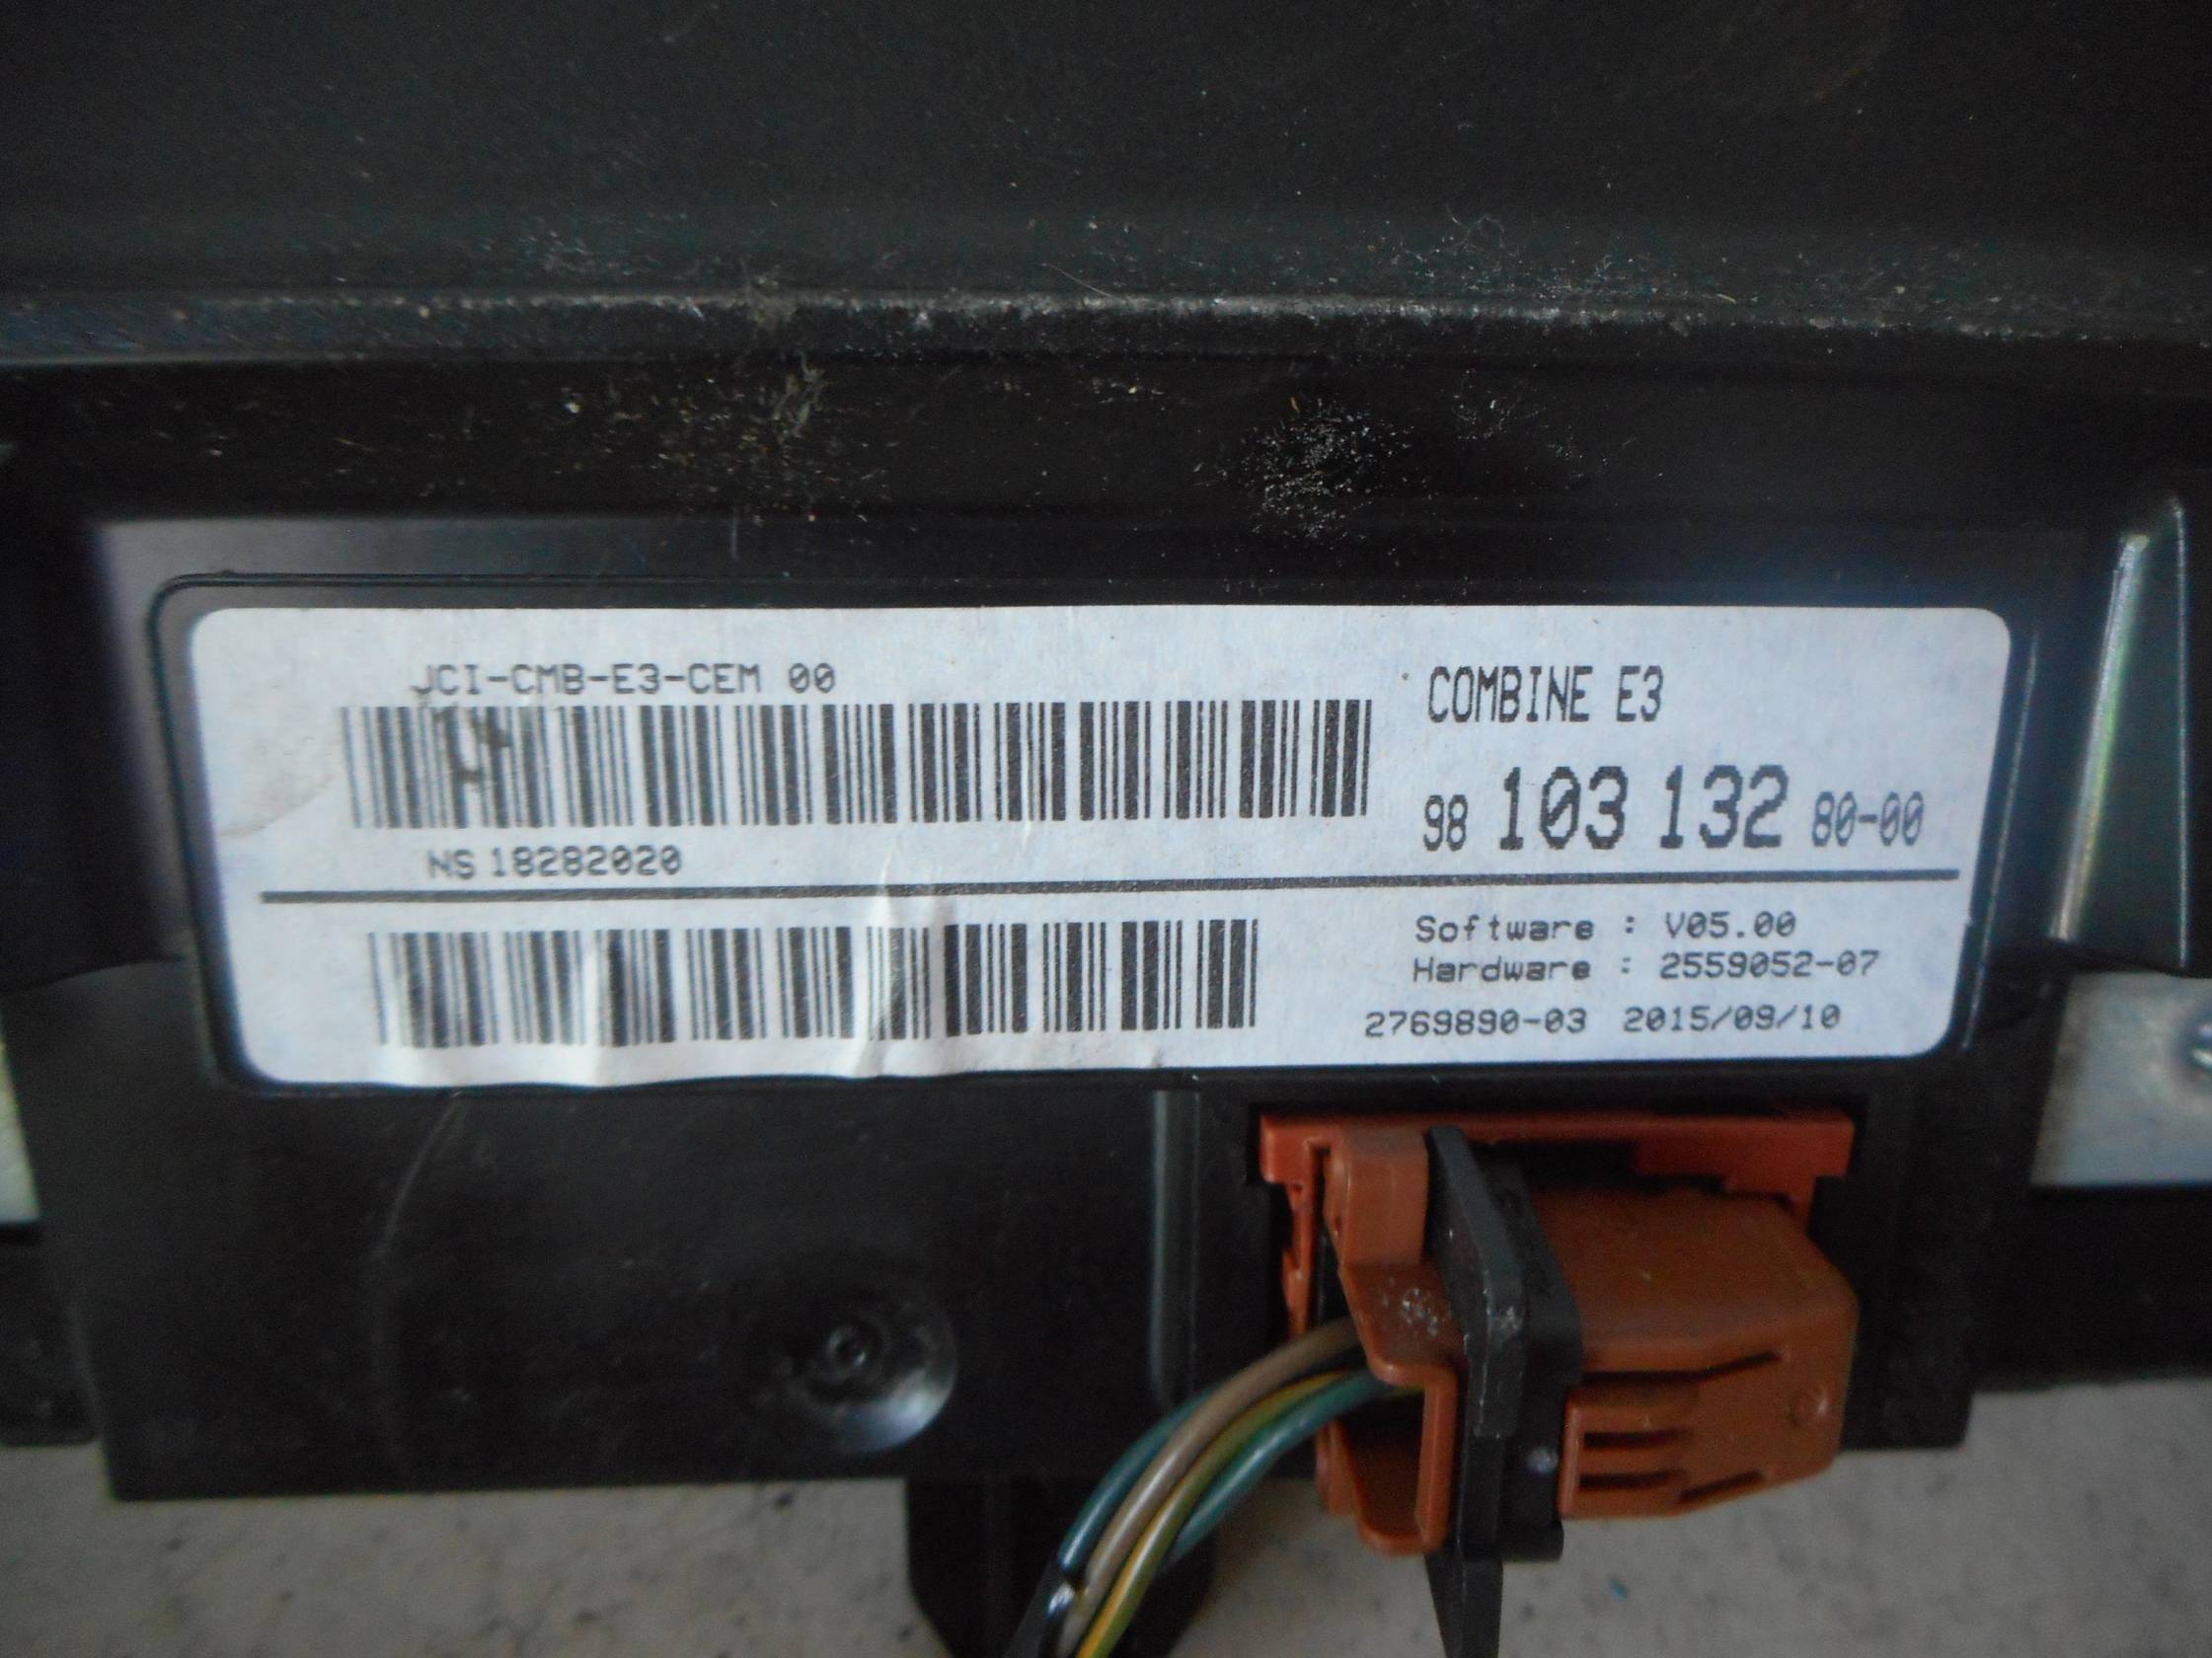 JCI-CMB-E3-CEM 00
NS 18282020
COMBINE E3
98 103 132 80-00
Software : V05.00
Hardware : 2559052-07
2769890-03 2015/09/10